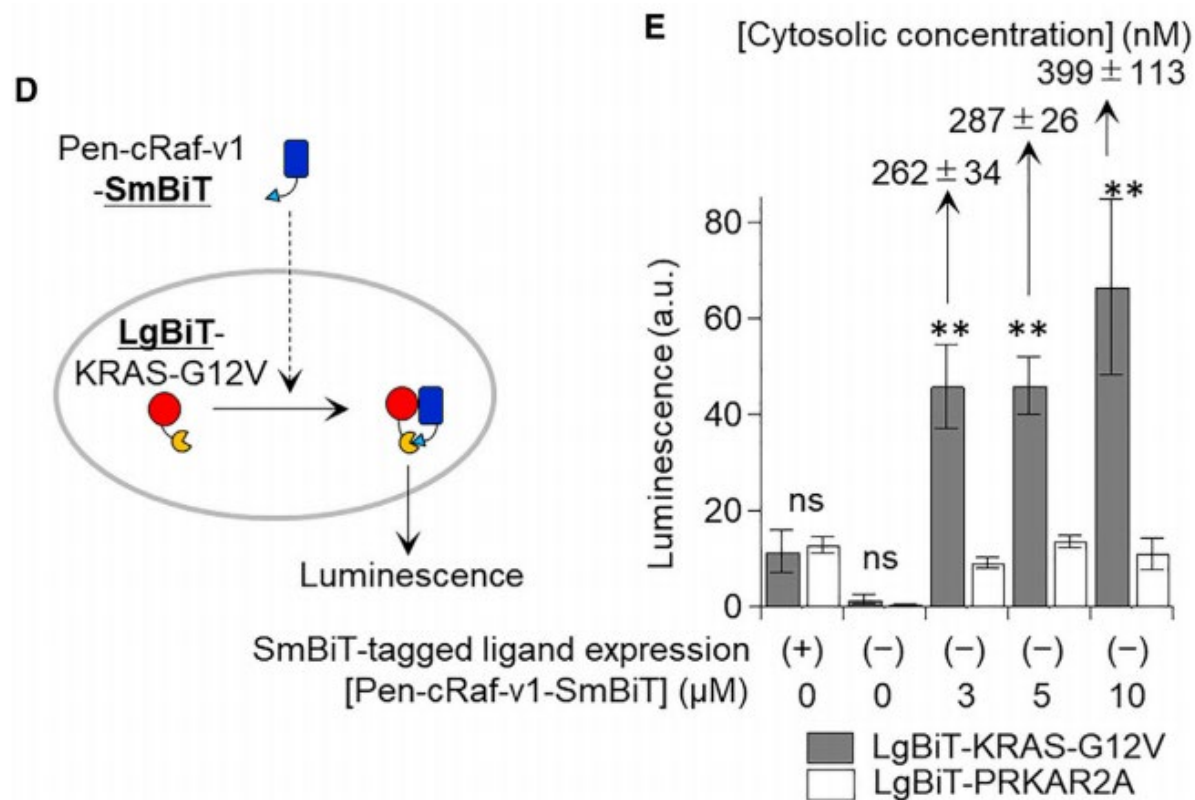 D
Pen-cRaf-v1
-SmBiT
LgBiT-
KRAS-G12V
Luminescence
E
[Cytosolic concentration] (nM)
399 ± 113
287 ± 26
262 ± 34
Luminescence (a.u.)
80
60
40
20
0
ns
ns
**
**
**
SmBiT-tagged ligand expression (+) (−) (−) (−) (−)
[Pen-cRaf-v1-SmBiT] (μM) 0 0 3 5 10
LgBiT-KRAS-G12V
LgBiT-PRKAR2A